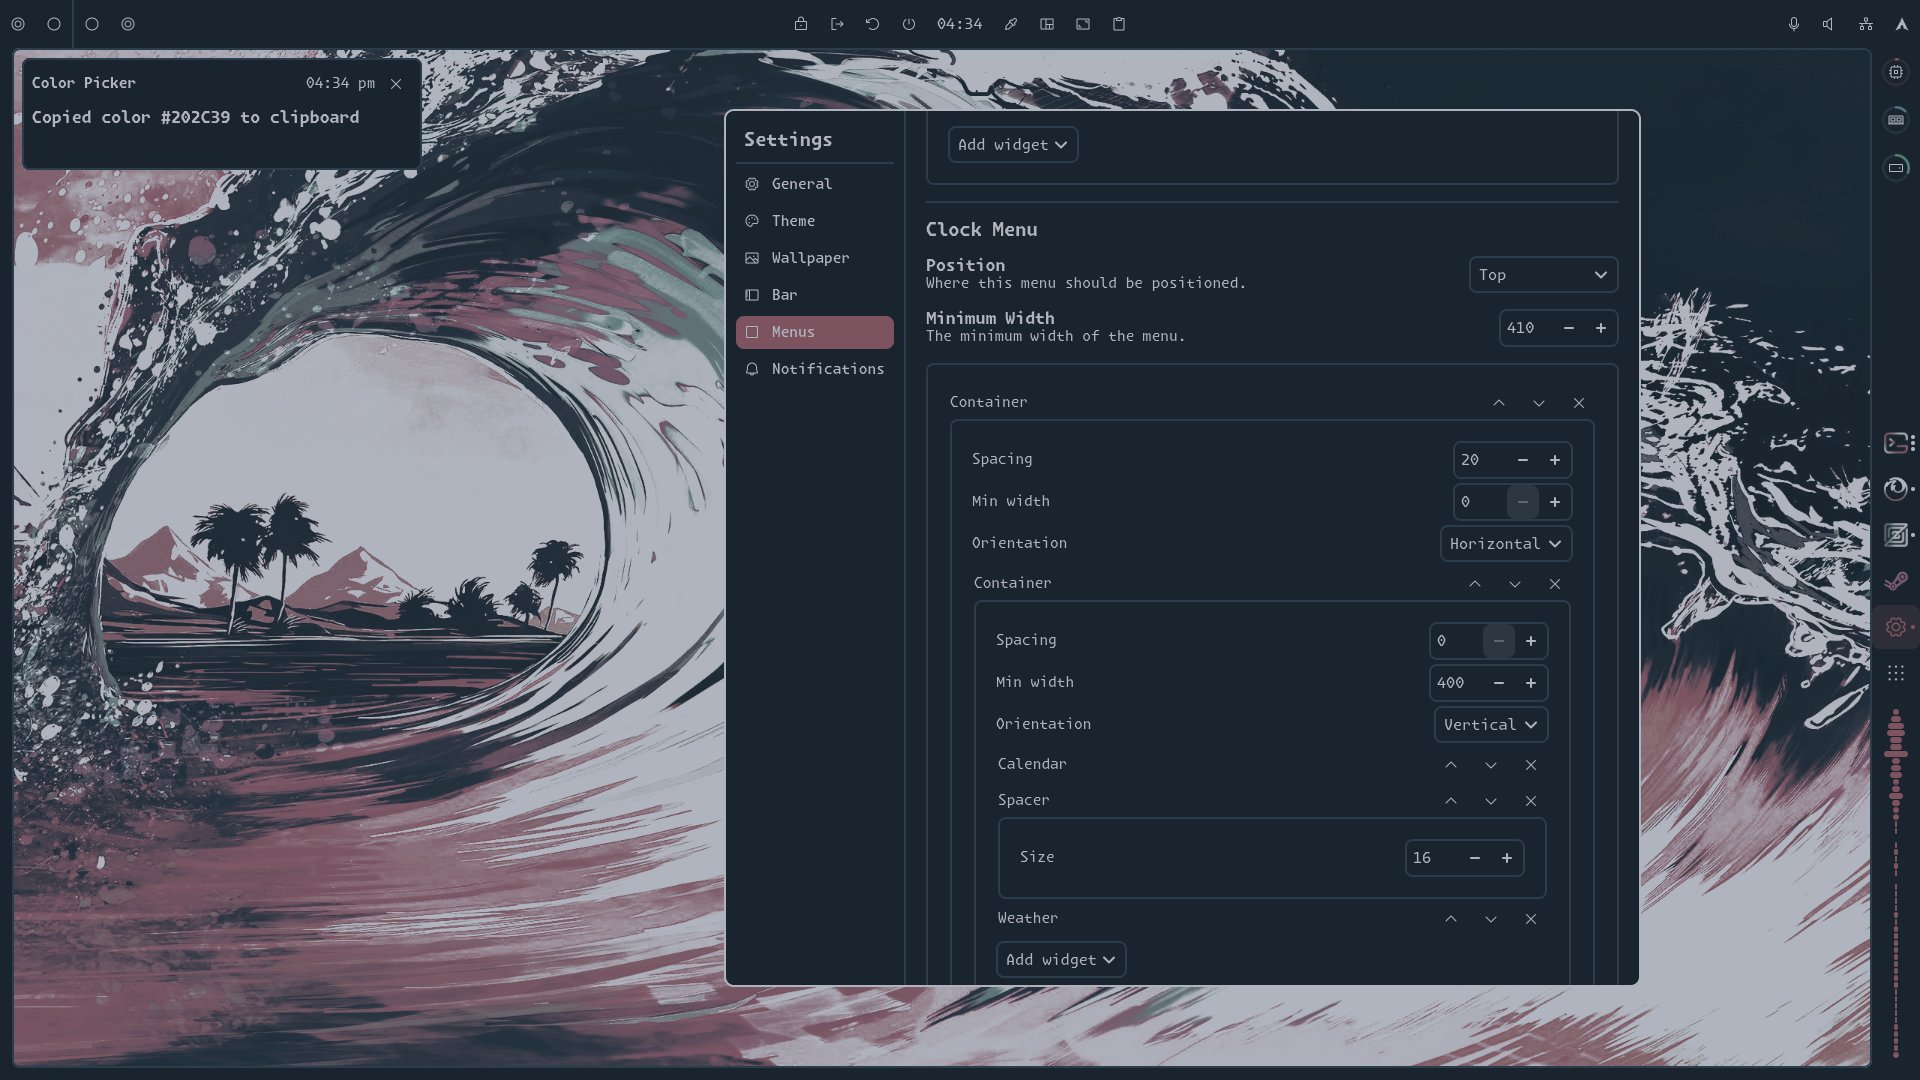 04:34
Color Picker 04:34 pm
Copied color #202C39 to clipboard
Settings
General
Theme
Wallpaper
Bar
Menus
Notifications
Add widget
Clock Menu
Position
Where this menu should be positioned.
Top
Minimum Width
The minimum width of the menu.
410
Container
Spacing 20
Min width 0
Orientation Horizontal
Container
Spacing 0
Min width 400
Orientation Vertical
Calendar
Spacer
Size 16
Weather
Add widget